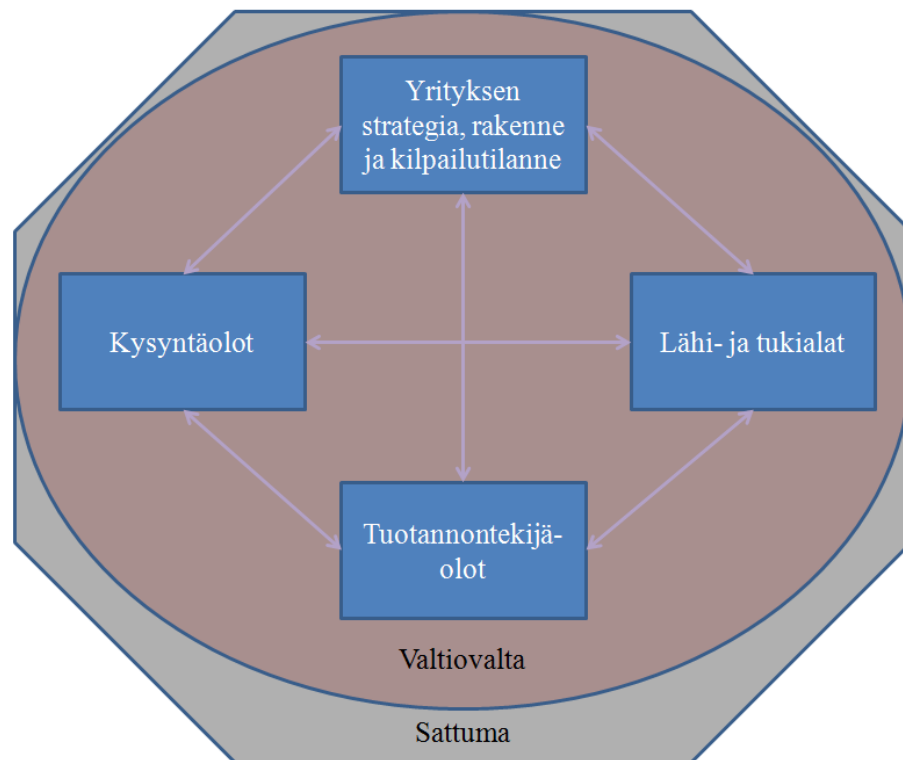 Yrityksen
strategia, rakenne
ja kilpailutilanne
Kysyntäolot
Lähi- ja tukialat
Tuotannontekijä-
olot
Valtiovalta
Sattuma